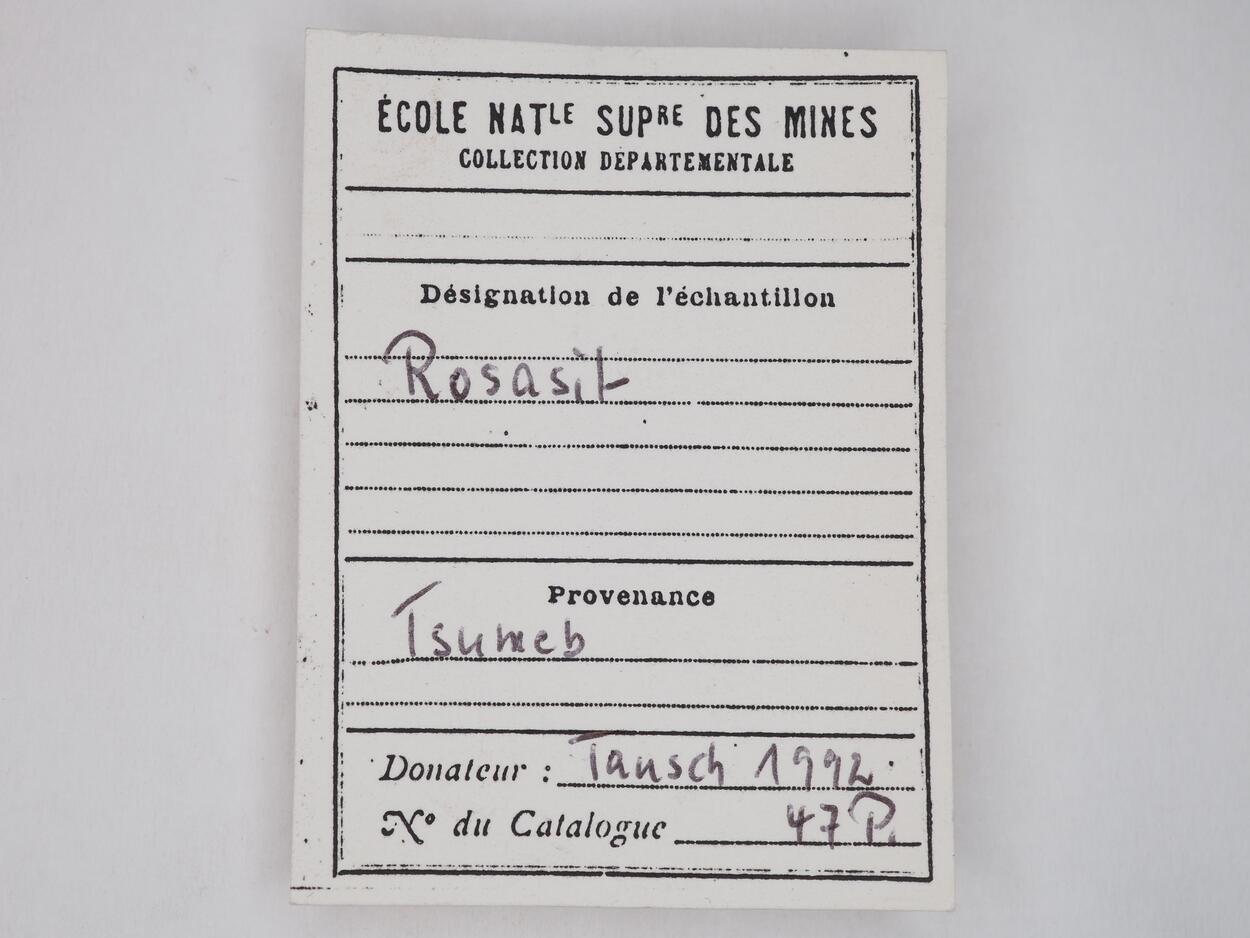 ÉCOLE NATLE SUPRE DES MINES
COLLECTION DÉPARTEMENTALE
Désignation de l'échantillon
Rosasit
Provenance
Tsumeb
Donateur : Tausch 1992.
No du Catalogue 47 P.